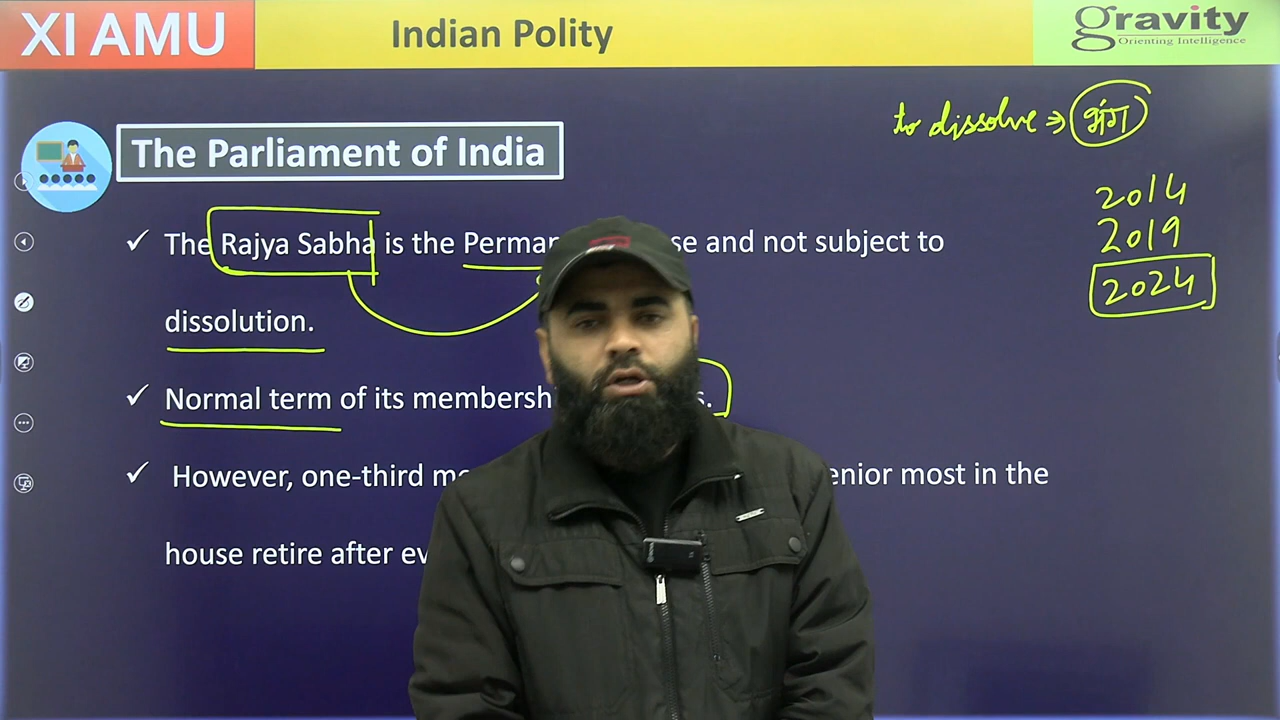 XI AMU
Indian Polity
gravity
Orienting Intelligence
to dissolve ⇒ भंग
The Parliament of India
2014
2019
2024
✓ The Rajya Sabha is the Perma se and not subject to
dissolution.
✓ Normal term of its membersh s.
✓ However, one-third m enior most in the
house retire after ev